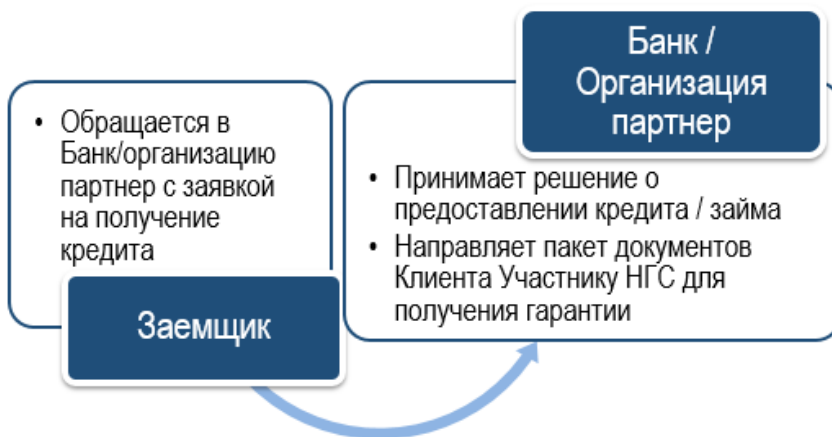 • Обращается в
Банк/организацию
партнер с заявкой
на получение
кредита
Заемщик
Банк /
Организация
партнер
• Принимает решение о
предоставлении кредита / займа
• Направляет пакет документов
Клиента Участнику НГС для
получения гарантии